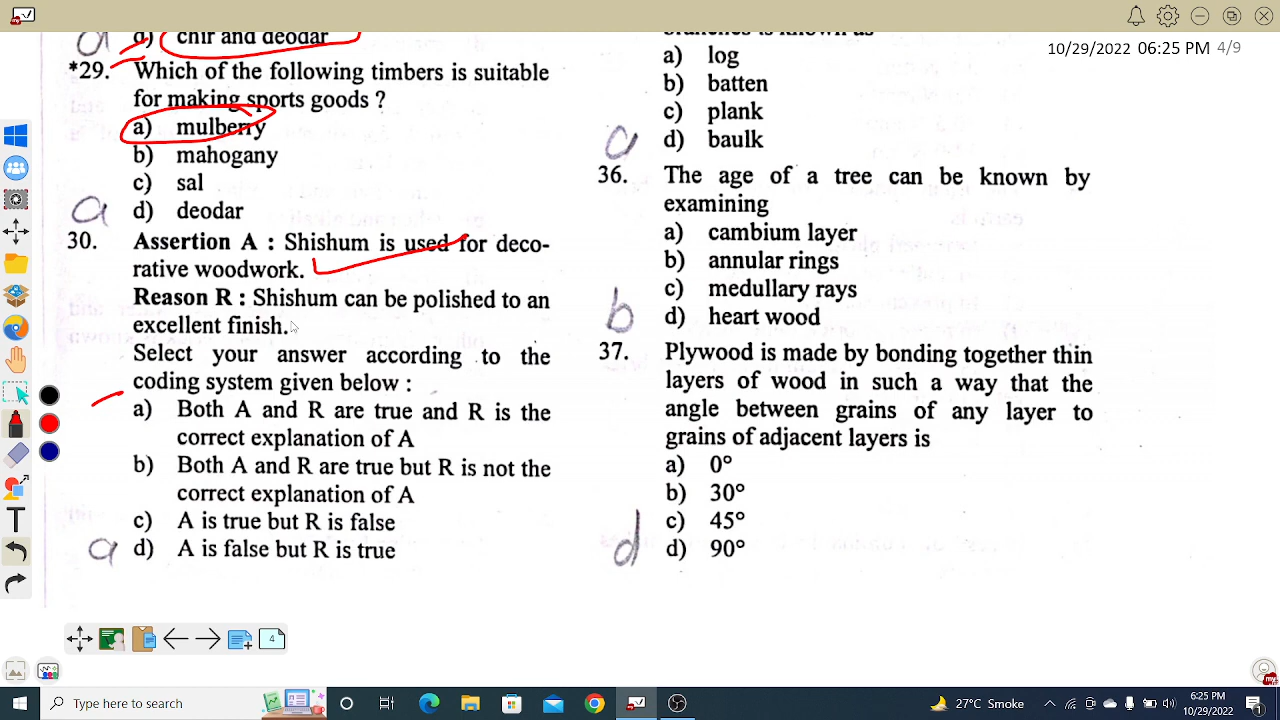 10/29/2022 06:25 PM 4/9
d) chir and deodar
a
*29. Which of the following timbers is suitable
for making sports goods ?
a) mulberry
b) mahogany
c) sal
d) deodar
a
30. Assertion A : Shishum is used for deco-
rative woodwork.
Reason R : Shishum can be polished to an
excellent finish.
Select your answer according to the
coding system given below :
a) Both A and R are true and R is the
correct explanation of A
b) Both A and R are true but R is not the
correct explanation of A
c) A is true but R is false
d) A is false but R is true
a
branches is known as
a) log
b) batten
c) plank
d) baulk
a
36. The age of a tree can be known by
examining
a) cambium layer
b) annular rings
c) medullary rays
d) heart wood
b
37. Plywood is made by bonding together thin
layers of wood in such a way that the
angle between grains of any layer to
grains of adjacent layers is
a) 0°
b) 30°
c) 45°
d) 90°
d
T
4
Type here to search
27°C Smoke
6:25 PM
10/29/2022